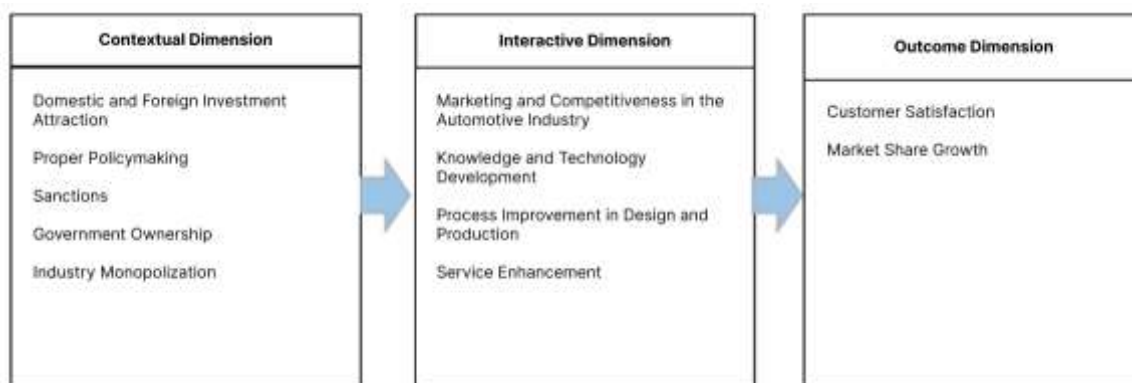 Contextual Dimension
Domestic and Foreign Investment
Attraction
Proper Policymaking
Sanctions
Government Ownership
Industry Monopolization
Interactive Dimension
Marketing and Competitiveness in the
Automotive Industry
Knowledge and Technology
Development
Process Improvement in Design and
Production
Service Enhancement
Outcome Dimension
Customer Satisfaction
Market Share Growth